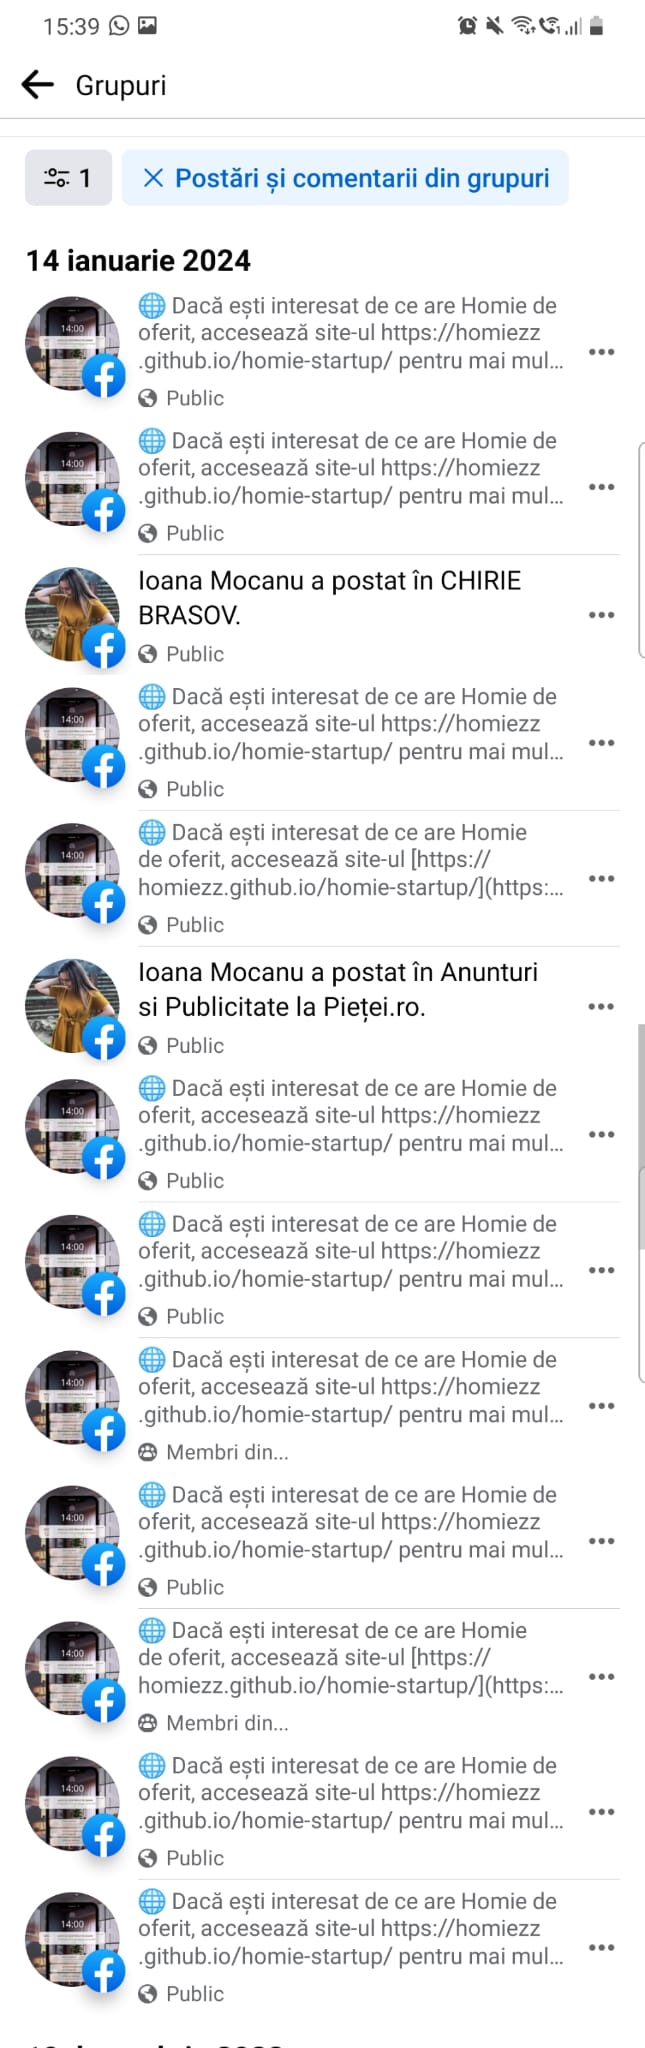 15:39
Grupuri
1
Postări și comentarii din grupuri
14 ianuarie 2024
14:00
Dacă ești interesat de ce are Homie de
oferit, accesează site-ul https://homiezz
.github.io/homie-startup/ pentru mai mul...
Public
14:00
Dacă ești interesat de ce are Homie de
oferit, accesează site-ul https://homiezz
.github.io/homie-startup/ pentru mai mul...
Public
Ioana Mocanu a postat în CHIRIE
BRASOV.
Public
14:00
Dacă ești interesat de ce are Homie de
oferit, accesează site-ul https://homiezz
.github.io/homie-startup/ pentru mai mul...
Public
14:00
Dacă ești interesat de ce are Homie
de oferit, accesează site-ul [https://
homiezz.github.io/homie-startup/](https:...
Public
Ioana Mocanu a postat în Anunturi
si Publicitate la Pieței.ro.
Public
14:00
Dacă ești interesat de ce are Homie de
oferit, accesează site-ul https://homiezz
.github.io/homie-startup/ pentru mai mul...
Public
14:00
Dacă ești interesat de ce are Homie de
oferit, accesează site-ul https://homiezz
.github.io/homie-startup/ pentru mai mul...
Public
14:00
Dacă ești interesat de ce are Homie de
oferit, accesează site-ul https://homiezz
.github.io/homie-startup/ pentru mai mul...
Membri din...
14:00
Dacă ești interesat de ce are Homie de
oferit, accesează site-ul https://homiezz
.github.io/homie-startup/ pentru mai mul...
Public
14:00
Dacă ești interesat de ce are Homie
de oferit, accesează site-ul [https://
homiezz.github.io/homie-startup/](https:...
Membri din...
14:00
Dacă ești interesat de ce are Homie de
oferit, accesează site-ul https://homiezz
.github.io/homie-startup/ pentru mai mul...
Public
14:00
Dacă ești interesat de ce are Homie de
oferit, accesează site-ul https://homiezz
.github.io/homie-startup/ pentru mai mul...
Public